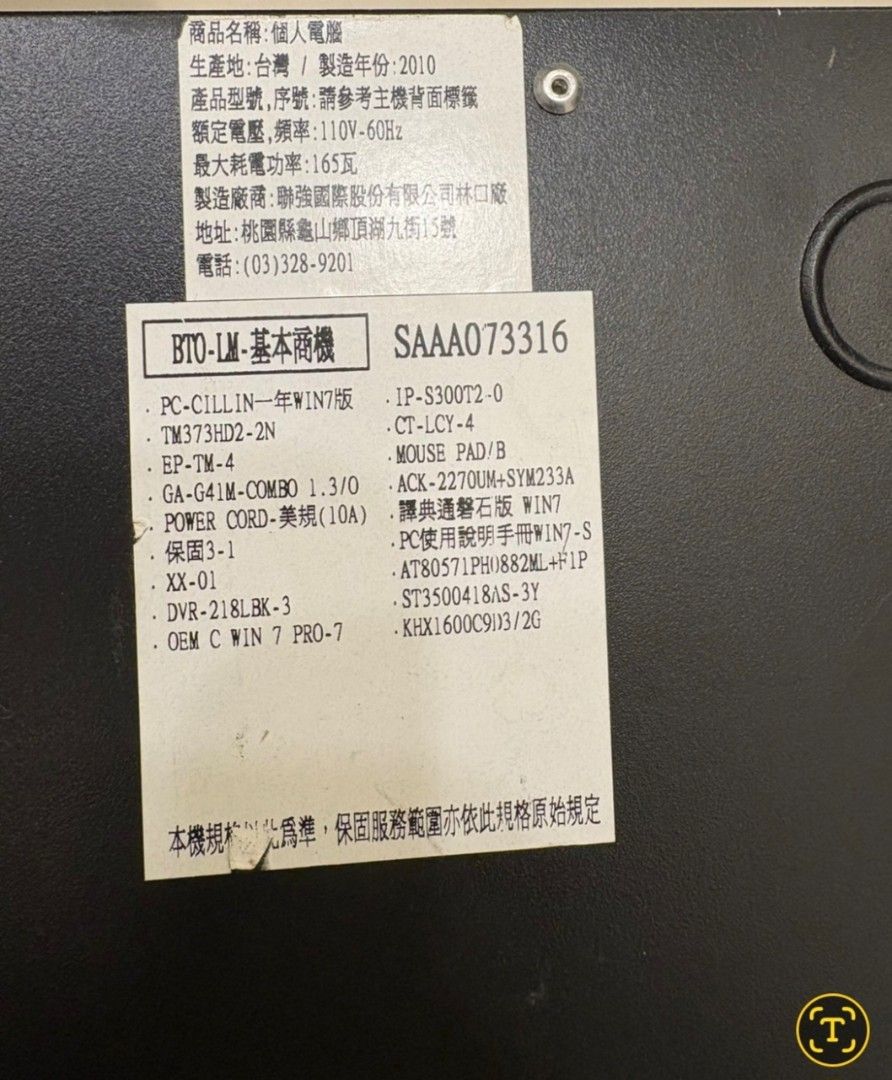 商品名稱:個人電腦
生產地:台灣 / 製造年份:2010
產品型號,序號:請參考主機背面標籤
額定電壓,頻率:110V-60Hz
最大耗電功率:165瓦
製造廠商:聯強國際股份有限公司林口廠
地址:桃園縣龜山鄉頂湖九街15號
電話:(03)328-9201
BTO-LM-基本商機
SAAA073316
· PC-CILLIN一年WIN7版
· TM373HD2-2N
· EP-TM-4
· GA-G41M-COMBO 1.3/O
· POWER CORD-美規(10A)
· 保固3-1
· XX-01
· DVR-218LBK-3
· OEM C WIN 7 PRO-7
· IP-S300T2-0
· CT-LCY-4
· MOUSE PAD/B
· ACK-2270UM+SYM233A
· 譯典通磐石版 WIN7
· PC使用說明手冊WIN7-S
· AT80571PH0882ML+F1P
· ST3500418AS-3Y
· KHX1600C9D3/2G
本機規格以此為準，保固服務範圍亦依此規格原始規定